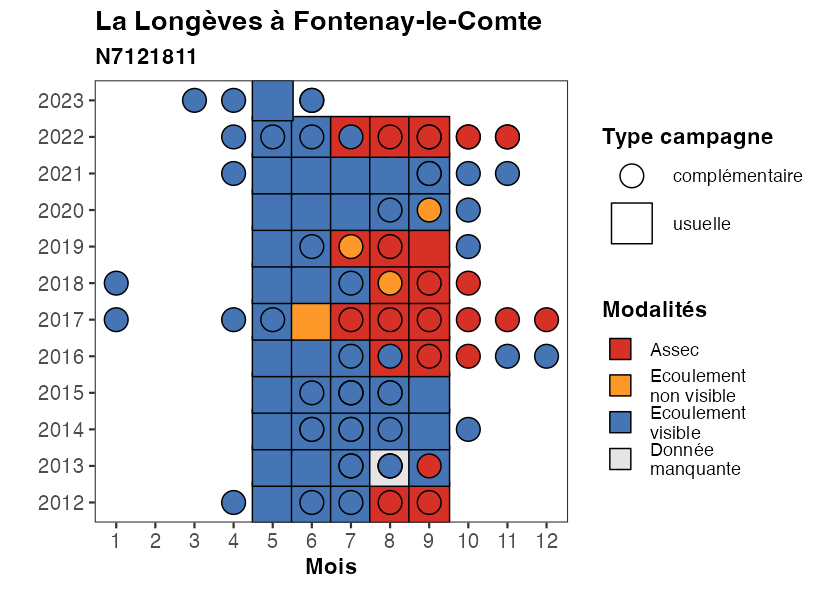 La Longèves à Fontenay-le-Comte
N7121811
2023
2022
2021
2020
2019
2018
2017
2016
2015
2014
2013
2012
1 2 3 4 5 6 7 8 9 10 11 12
Mois
Type campagne
complémentaire
usuelle
Modalités
Assec
Ecoulement
non visible
Ecoulement
visible
Donnée
manquante